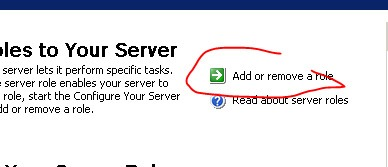 oles to Your Server
server lets it perform specific tasks.
e server role enables your server to
role, start the Configure Your Server
dd or remove a role.
Add or remove a role
Read about server roles